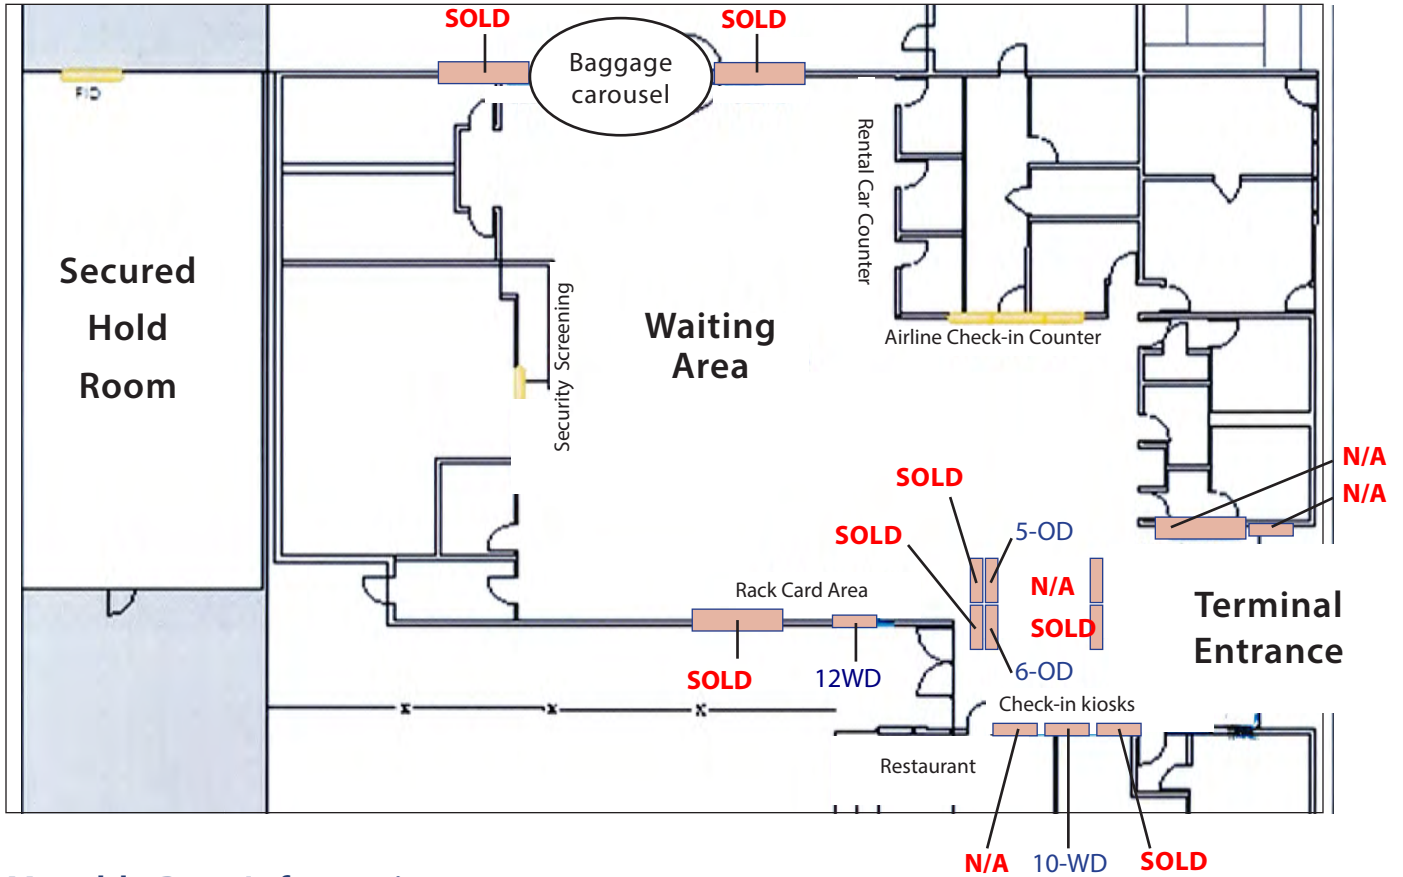 SOLD
SOLD
Baggage
carousel
FID
Rental Car Counter
Secured
Hold
Room
Security Screening
Waiting
Area
Airline Check-in Counter
N/A
N/A
SOLD
SOLD
5-OD
N/A
SOLD
6-OD
Rack Card Area
SOLD
12WD
Terminal
Entrance
Check-in kiosks
Restaurant
N/A
10-WD
SOLD